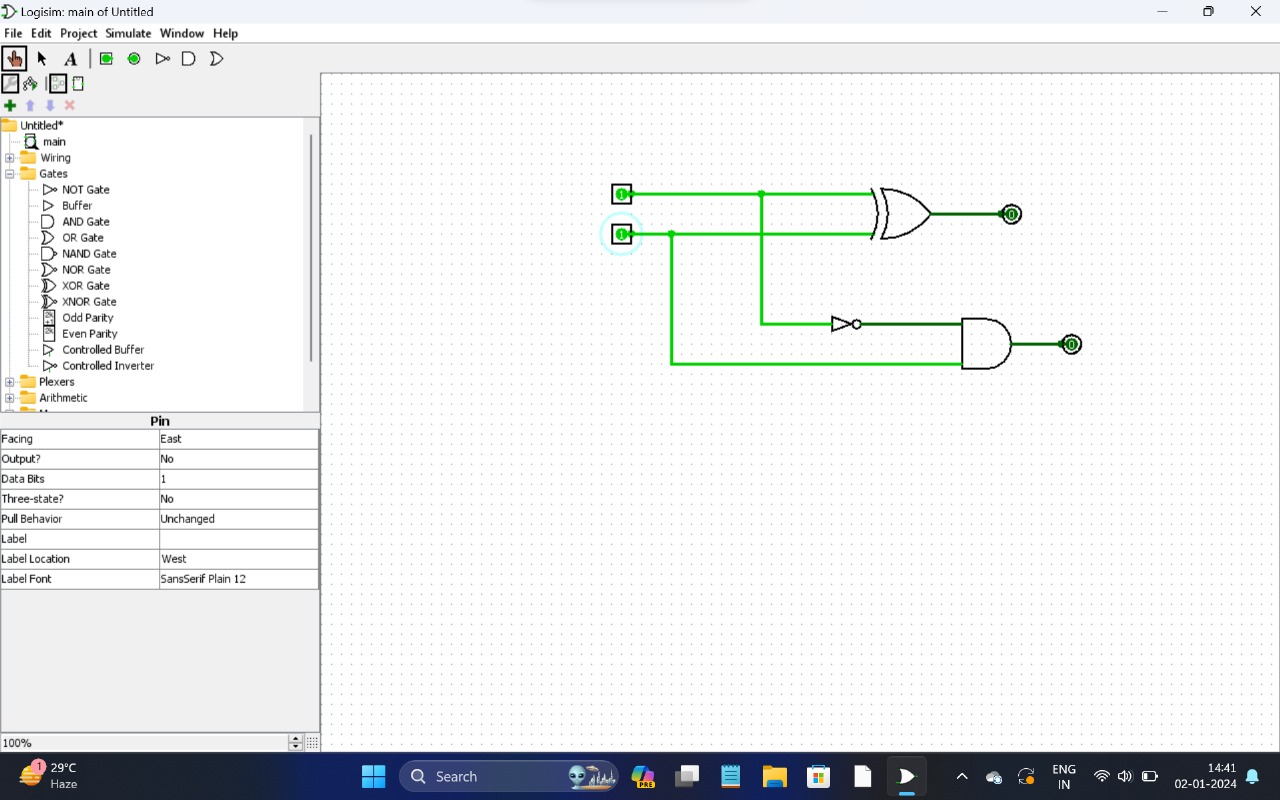 Logisim: main of Untitled
File Edit Project Simulate Window Help
A
Untitled*
main
Wiring
Gates
NOT Gate
Buffer
AND Gate
OR Gate
NAND Gate
NOR Gate
XOR Gate
XNOR Gate
Odd Parity
Even Parity
Controlled Buffer
Controlled Inverter
Plexers
Arithmetic
Pin
Facing East
Output? No
Data Bits 1
Three-state? No
Pull Behavior Unchanged
Label
Label Location West
Label Font SansSerif Plain 12
100%
1
1
0
0
1
29°C
Haze
Search
PRE
ENG
IN
14:41
02-01-2024